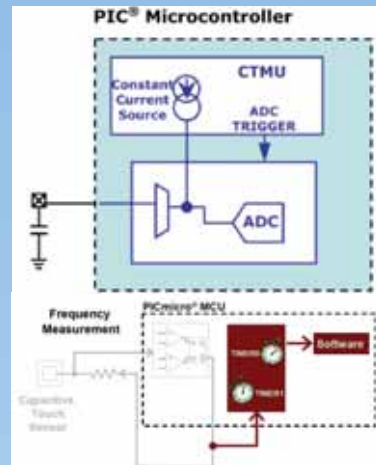 PIC® Microcontroller
CTMU
Constant
Current
Source
ADC
TRIGGER
ADC
PICmicro® MCU
Frequency
Measurement
TIMER0
TIMER1
Software
Capacitive
Touch
Sensor